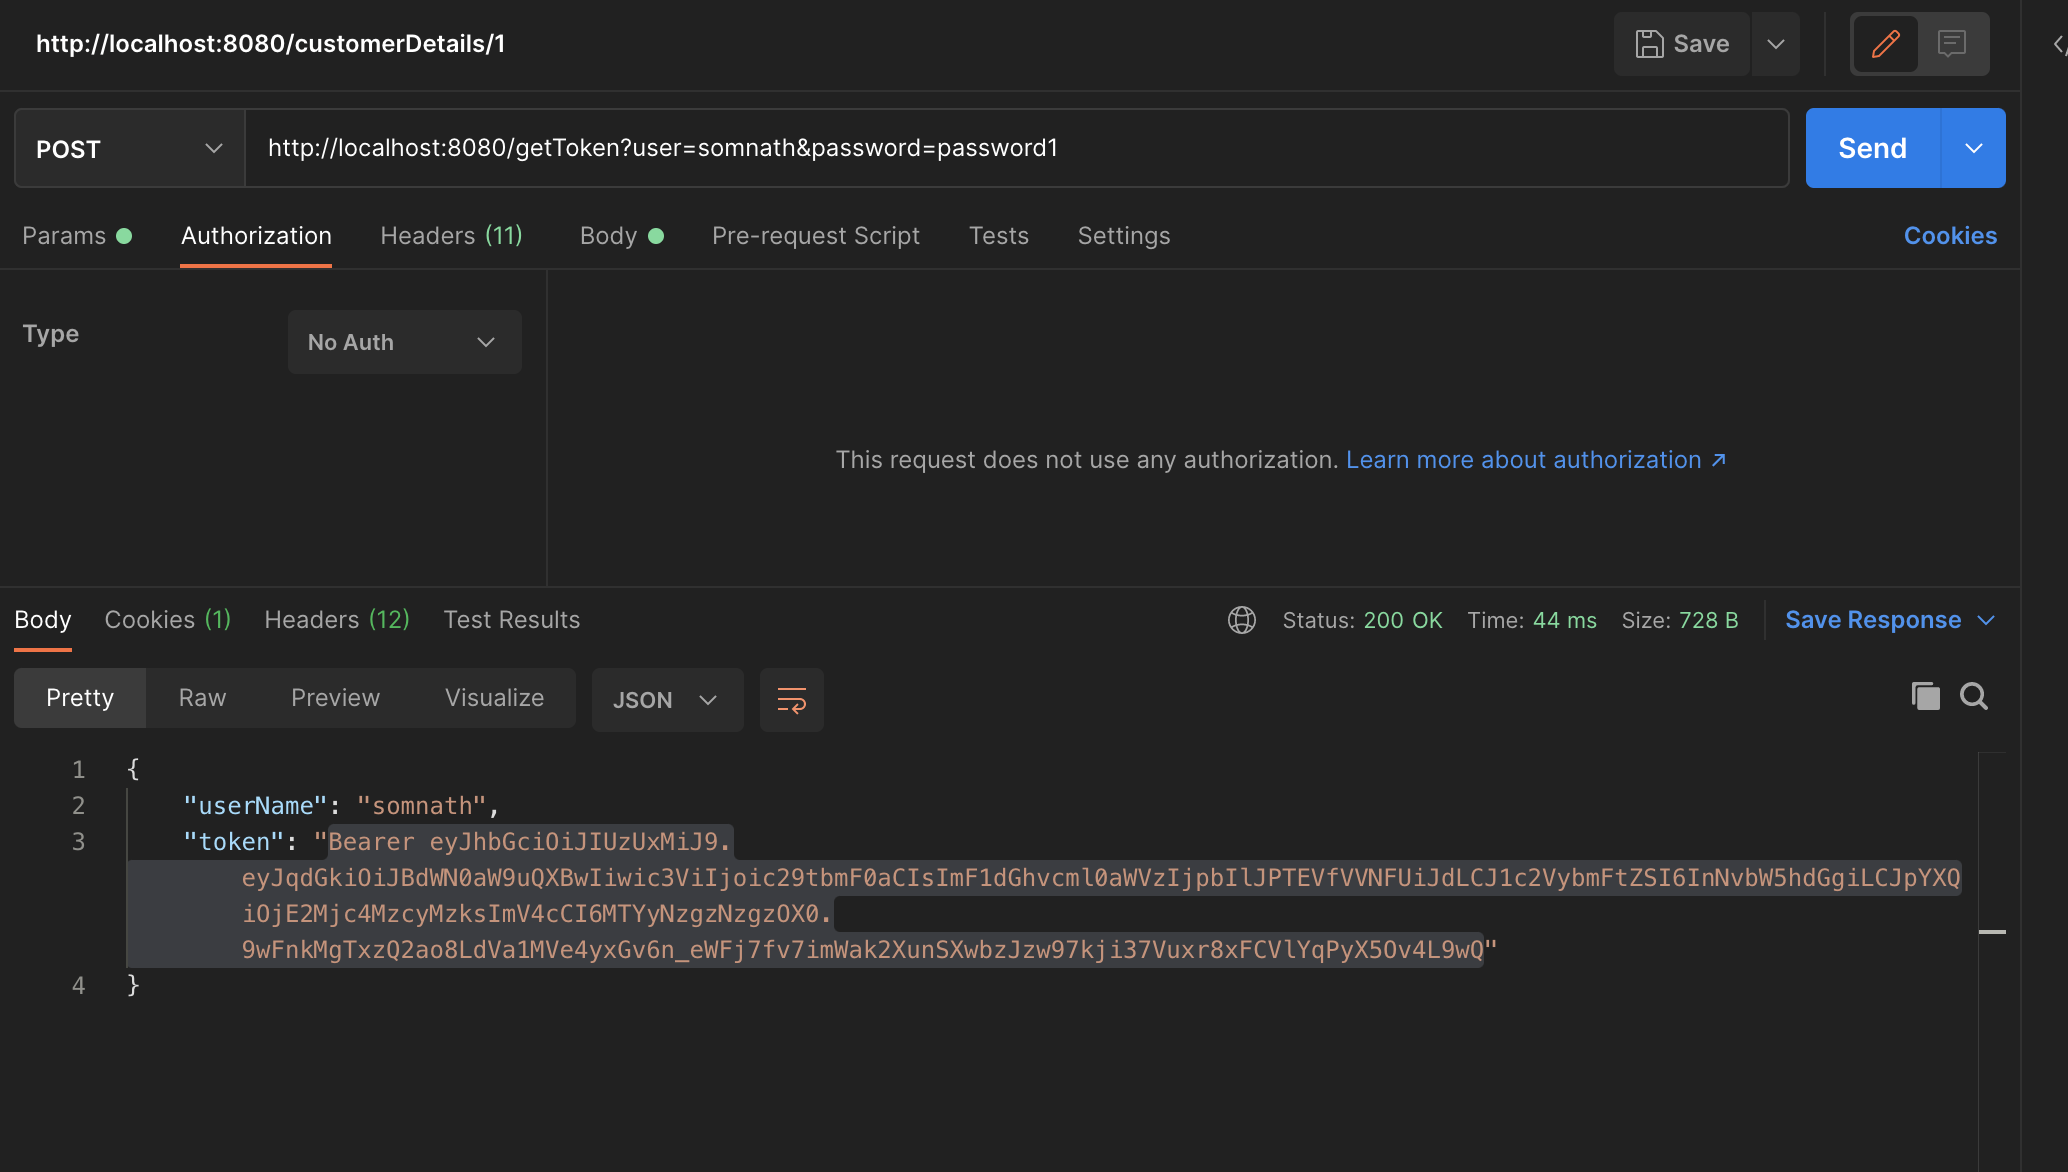 http://localhost:8080/customerDetails/1
Save
POST
http://localhost:8080/getToken?user=somnath&password=password1
Send
Params Authorization Headers (11) Body Pre-request Script Tests Settings Cookies
Type
No Auth
This request does not use any authorization. Learn more about authorization ↗
Body Cookies (1) Headers (12) Test Results Status: 200 OK Time: 44 ms Size: 728 B Save Response
Pretty Raw Preview Visualize JSON
1 {
2 "userName": "somnath",
3 "token": "Bearer eyJhbGciOiJIUzUxMiJ9.
eyJqdGkiOiJBdWN0aW9uQXBwIiwic3ViIjoic29tbmF0aCIsImF1dGhvcml0aWVzIjpbIlJPTEVfVVNFUiJdLCJ1c2VybmFtZSI6InNvbW5hdGgiLCJpYXQ
iOjE2Mjc4MzcyMzksImV4cCI6MTYyNzgzNzgzOX0.
9wFnkMgTxzQ2ao8LdVa1MVe4yxGv6n_eWFj7fv7imWak2XunSXwbzJzw97kji37Vuxr8xFCVlYqPyX5Ov4L9wQ"
4 }